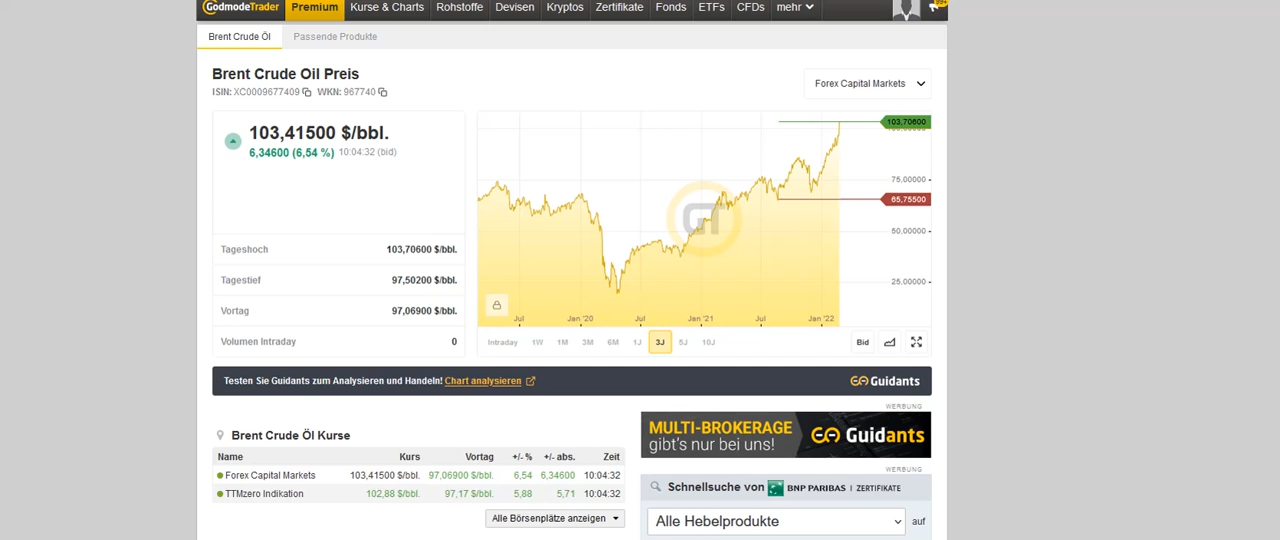 GodmodeTrader Premium Kurse & Charts Rohstoffe Devisen Kryptos Zertifikate Fonds ETFs CFDs mehr 99+
Brent Crude Öl Passende Produkte
Brent Crude Oil Preis
ISIN: XC0009677409 WKN: 967740
Forex Capital Markets
103,41500 $/bbl.
6,34600 (6,54 %) 10:04:32 (bid)
Tageshoch 103,70600 $/bbl.
Tagestief 97,50200 $/bbl.
Vortag 97,06900 $/bbl.
Volumen Intraday 0
103,70600
75,00000
65,75500
50,00000
25,00000
Jul Jan '20 Jul Jan '21 Jul Jan '22
Intraday 1W 1M 3M 6M 1J 3J 5J 10J Bid
Testen Sie Guidants zum Analysieren und Handeln! Chart analysieren Guidants
WERBUNG
MULTI-BROKERAGE
gibt's nur bei uns! Guidants
Brent Crude Öl Kurse
Name Kurs Vortag +/- % +/- abs. Zeit
Forex Capital Markets 103,41500 $/bbl. 97,06900 $/bbl. 6,54 6,34600 10:04:32
TTMzero Indikation 102,88 $/bbl. 97,17 $/bbl. 5,88 5,71 10:04:32
Alle Börsenplätze anzeigen
WERBUNG
Schnellsuche von BNP PARIBAS | ZERTIFIKATE
Alle Hebelprodukte auf